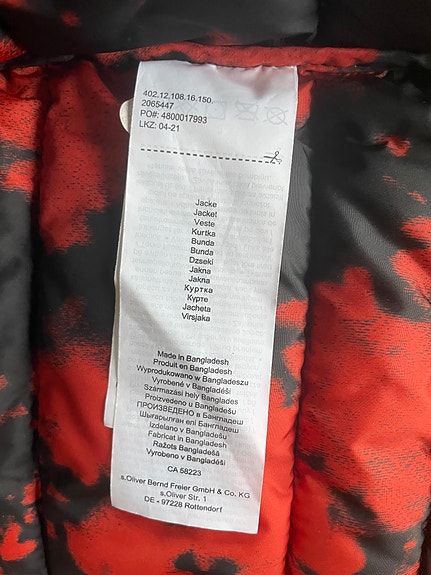 402.12.108.16.150.
2065447
PO#: 4800017993
LKZ: 04-21
Jacke
Jacket
Veste
Kurtka
Bunda
Bunda
Dzseki
Jakna
Jakna
Куртка
Курте
Jacheta
Virsjaka
Made in Bangladesh
Produit en Bangladesh
Wyprodukowano w Bangladeszu
Vyrobené v Bangladéši
Származási hely Banglades
Proizvedeno u Bangladešu
ПРОИЗВЕДЕНО в Бангладеш
Шығарылған елі Бангладеш
Izdelano v Bangladešu
Fabricat in Bangladesh
Ražots Bangladešā
Vyrobeno v Bangladéši
CA 58223
s.Oliver Bernd Freier GmbH & Co. KG
s.Oliver Str. 1
DE - 97228 Rottendorf